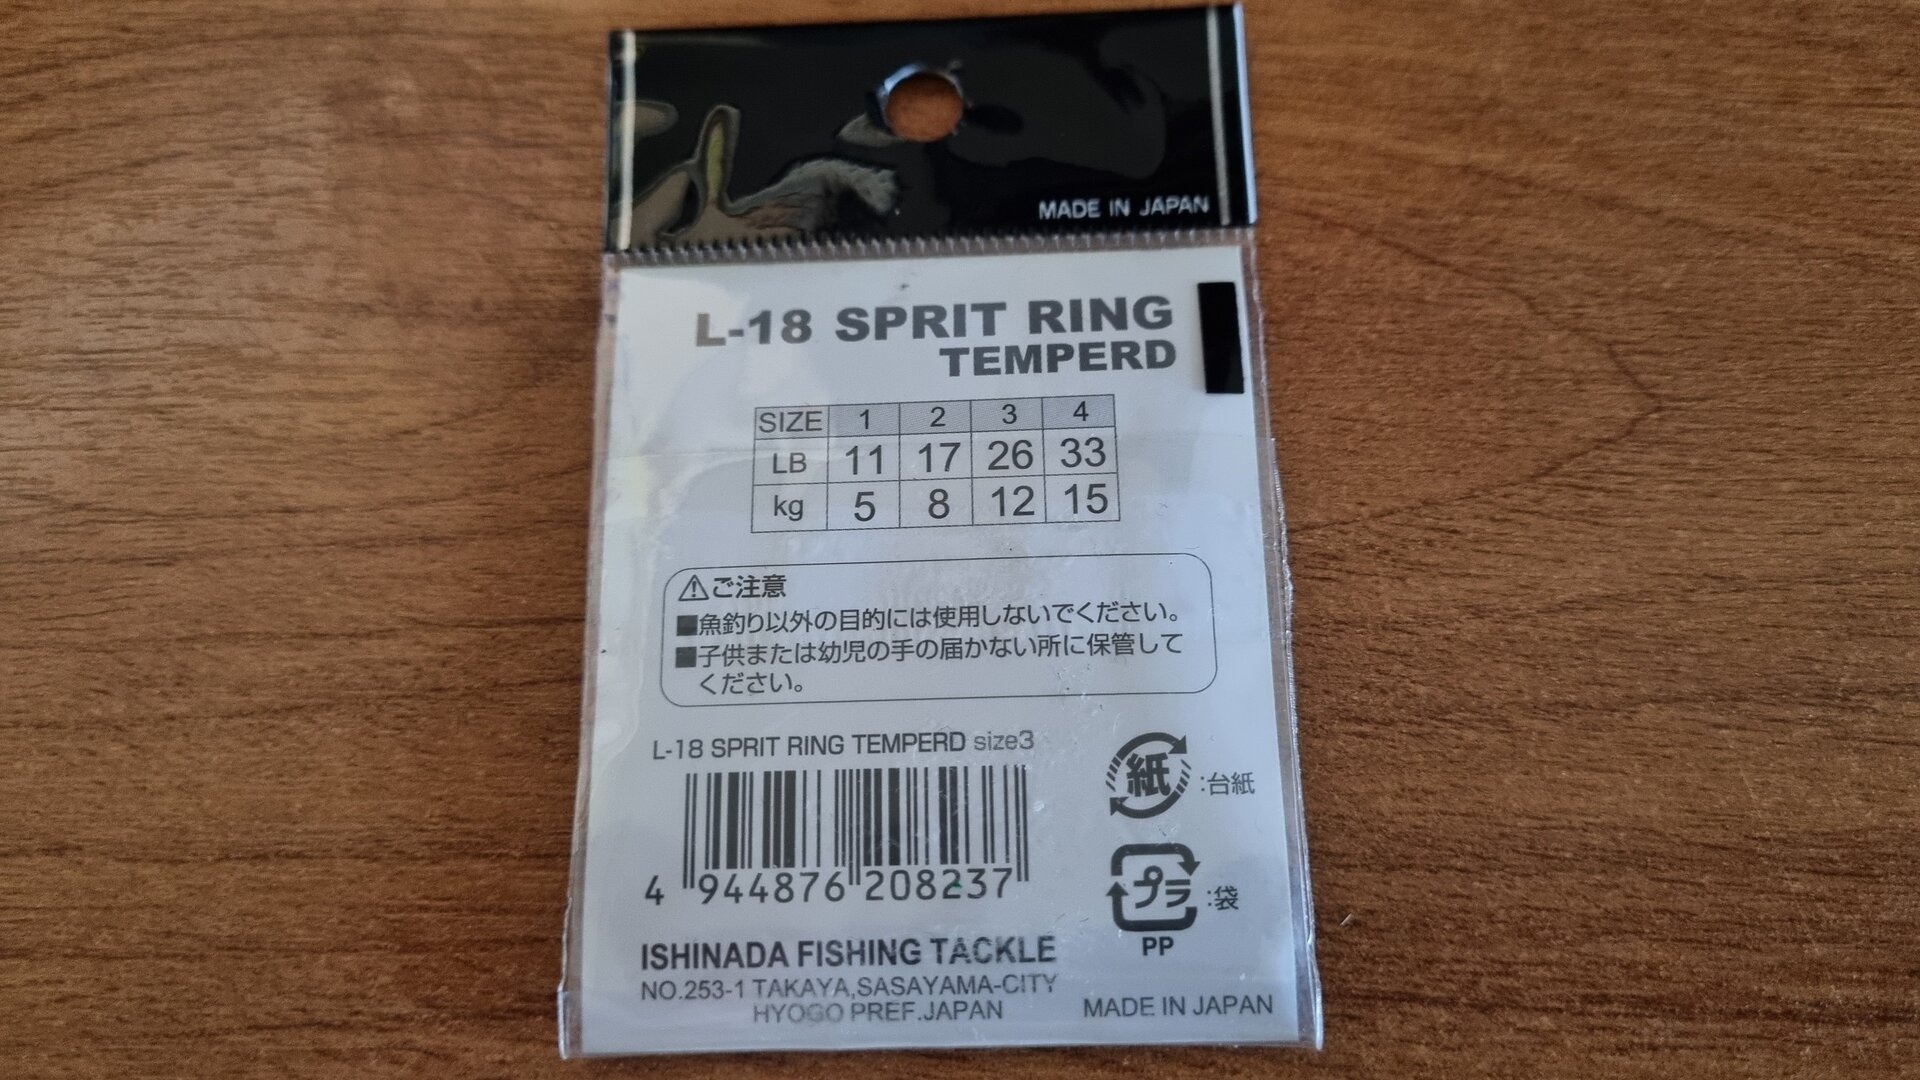 MADE IN JAPAN
L-18 SPRIT RING
TEMPERD
SIZE 1 2 3 4
LB 11 17 26 33
kg 5 8 12 15
⚠ご注意
■魚釣り以外の目的には使用しないでください。
■子供または幼児の手の届かない所に保管して
ください。
L-18 SPRIT RING TEMPERD size3
4 944876 208237
紙:台紙
プラ:袋
PP
ISHINADA FISHING TACKLE
NO.253-1 TAKAYA,SASAYAMA-CITY
HYOGO PREF.JAPAN
MADE IN JAPAN